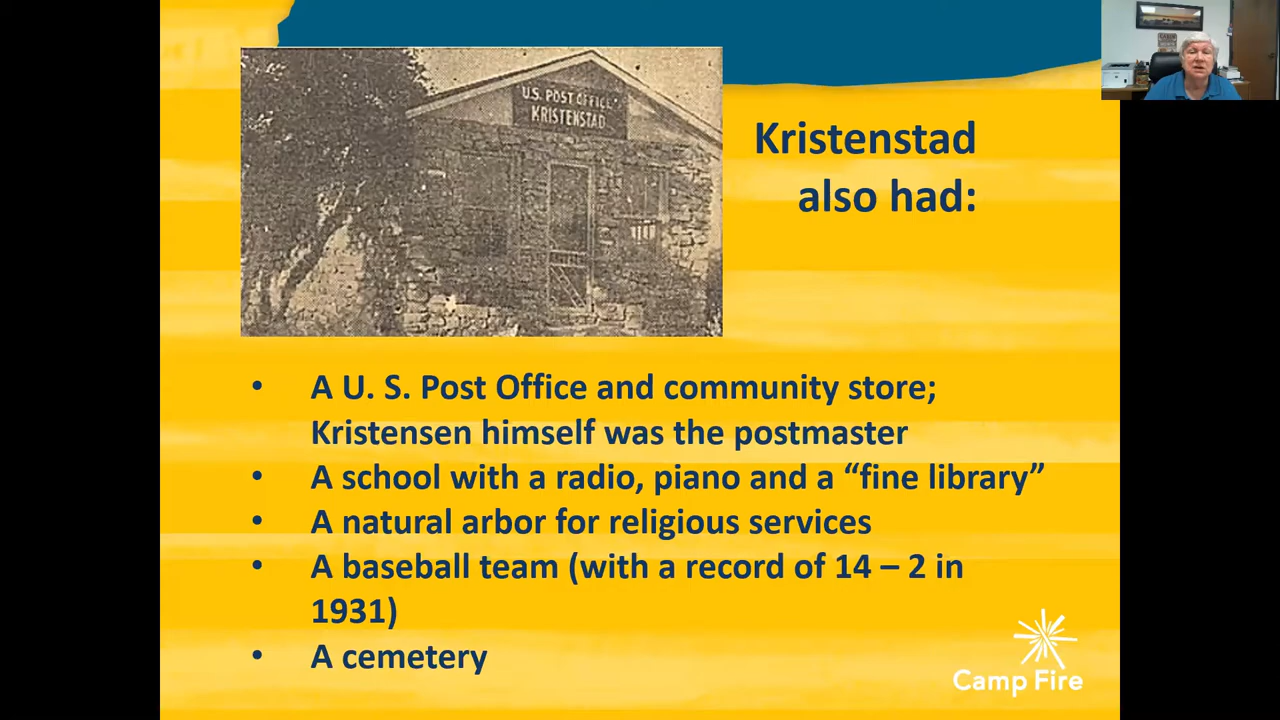 U.S. POST OFFICE
KRISTENSTAD
Kristenstad
also had:
• A U. S. Post Office and community store;
Kristensen himself was the postmaster
• A school with a radio, piano and a “fine library”
• A natural arbor for religious services
• A baseball team (with a record of 14 – 2 in
1931)
• A cemetery
Camp Fire